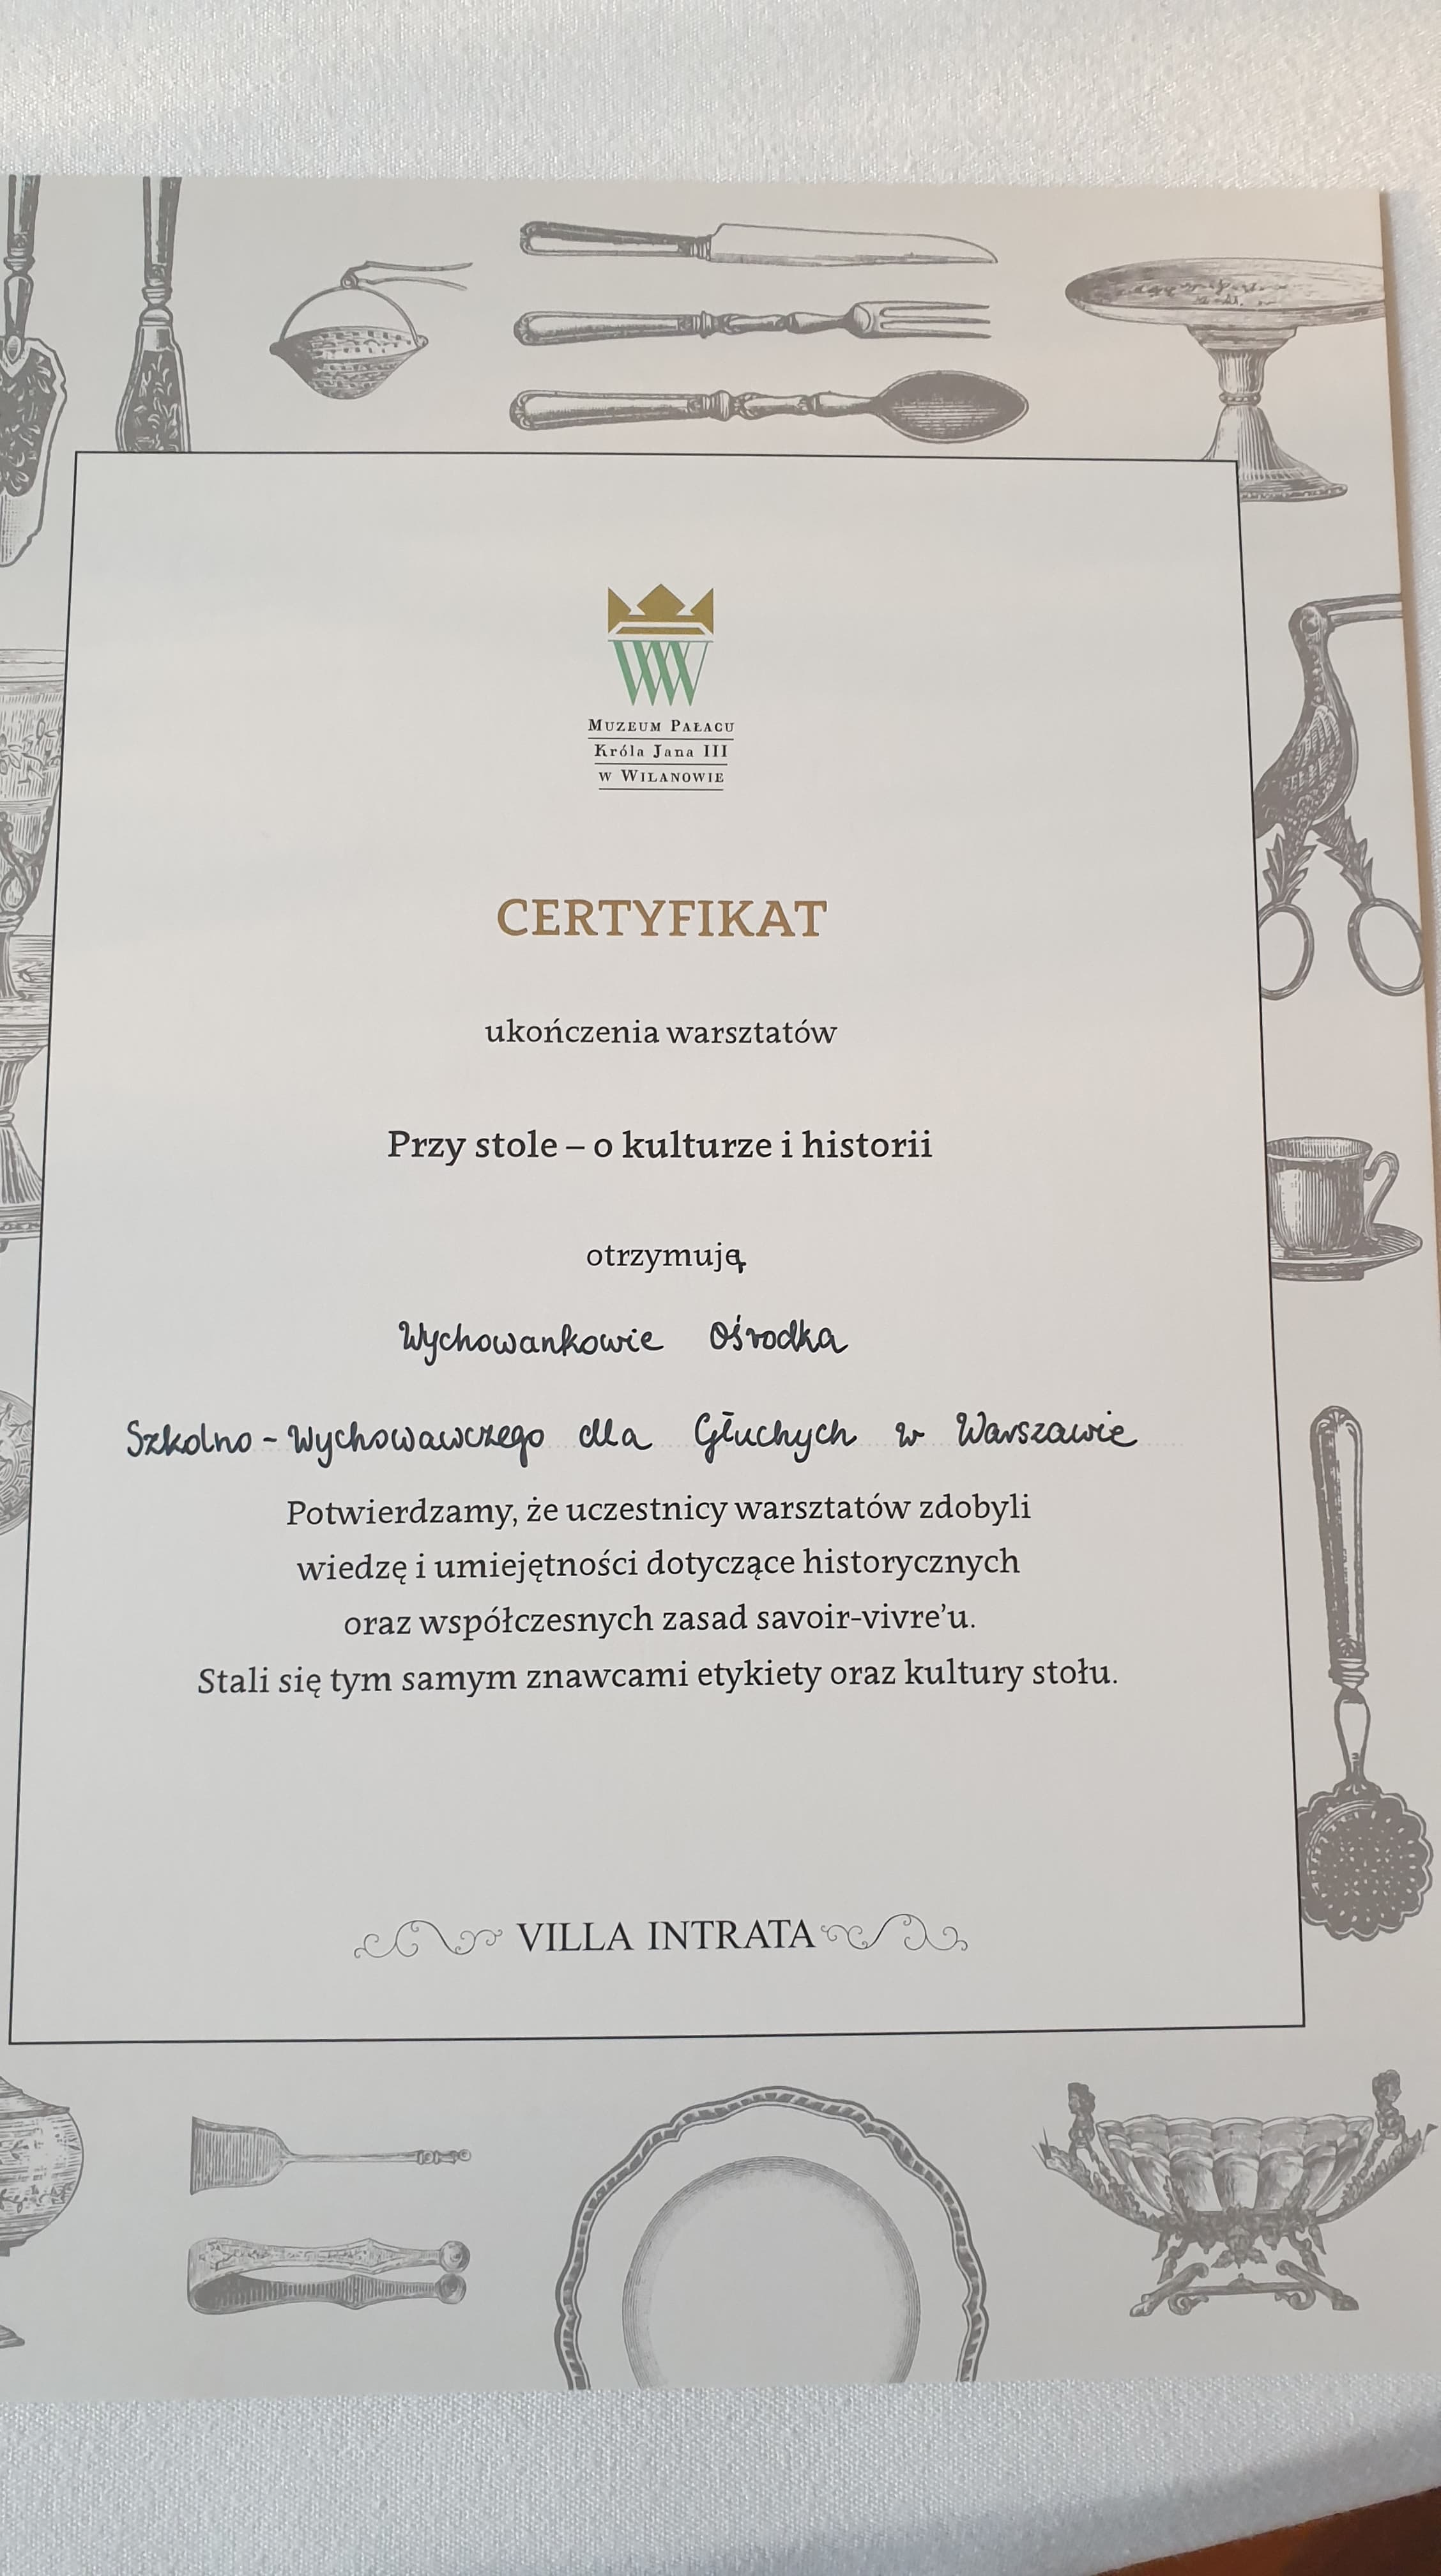 MUZEUM PAŁACU
Króla Jana III
w WILANOWIE
CERTYFIKAT
ukończenia warsztatów
Przy stole – o kulturze i historii
otrzymują
Wychowankowie Ośrodka
Szkolno-Wychowawczego dla Głuchych w Warszawie
Potwierdzamy, że uczestnicy warsztatów zdobyli
wiedzę i umiejętności dotyczące historycznych
oraz współczesnych zasad savoir-vivre’u.
Stali się tym samym znawcami etykiety oraz kultury stołu.
VILLA INTRATA